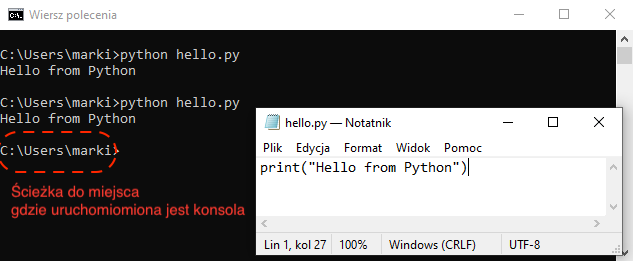 Wiersz polecenia
C:\Users\marki>python hello.py
Hello from Python
C:\Users\marki>python hello.py
Hello from Python
C:\Users\marki>
Ścieżka do miejsca
gdzie uruchomiomiona jest konsola
hello.py — Notatnik
Plik Edycja Format Widok Pomoc
print("Hello from Python")
Lin 1, kol 27 100% Windows (CRLF) UTF-8